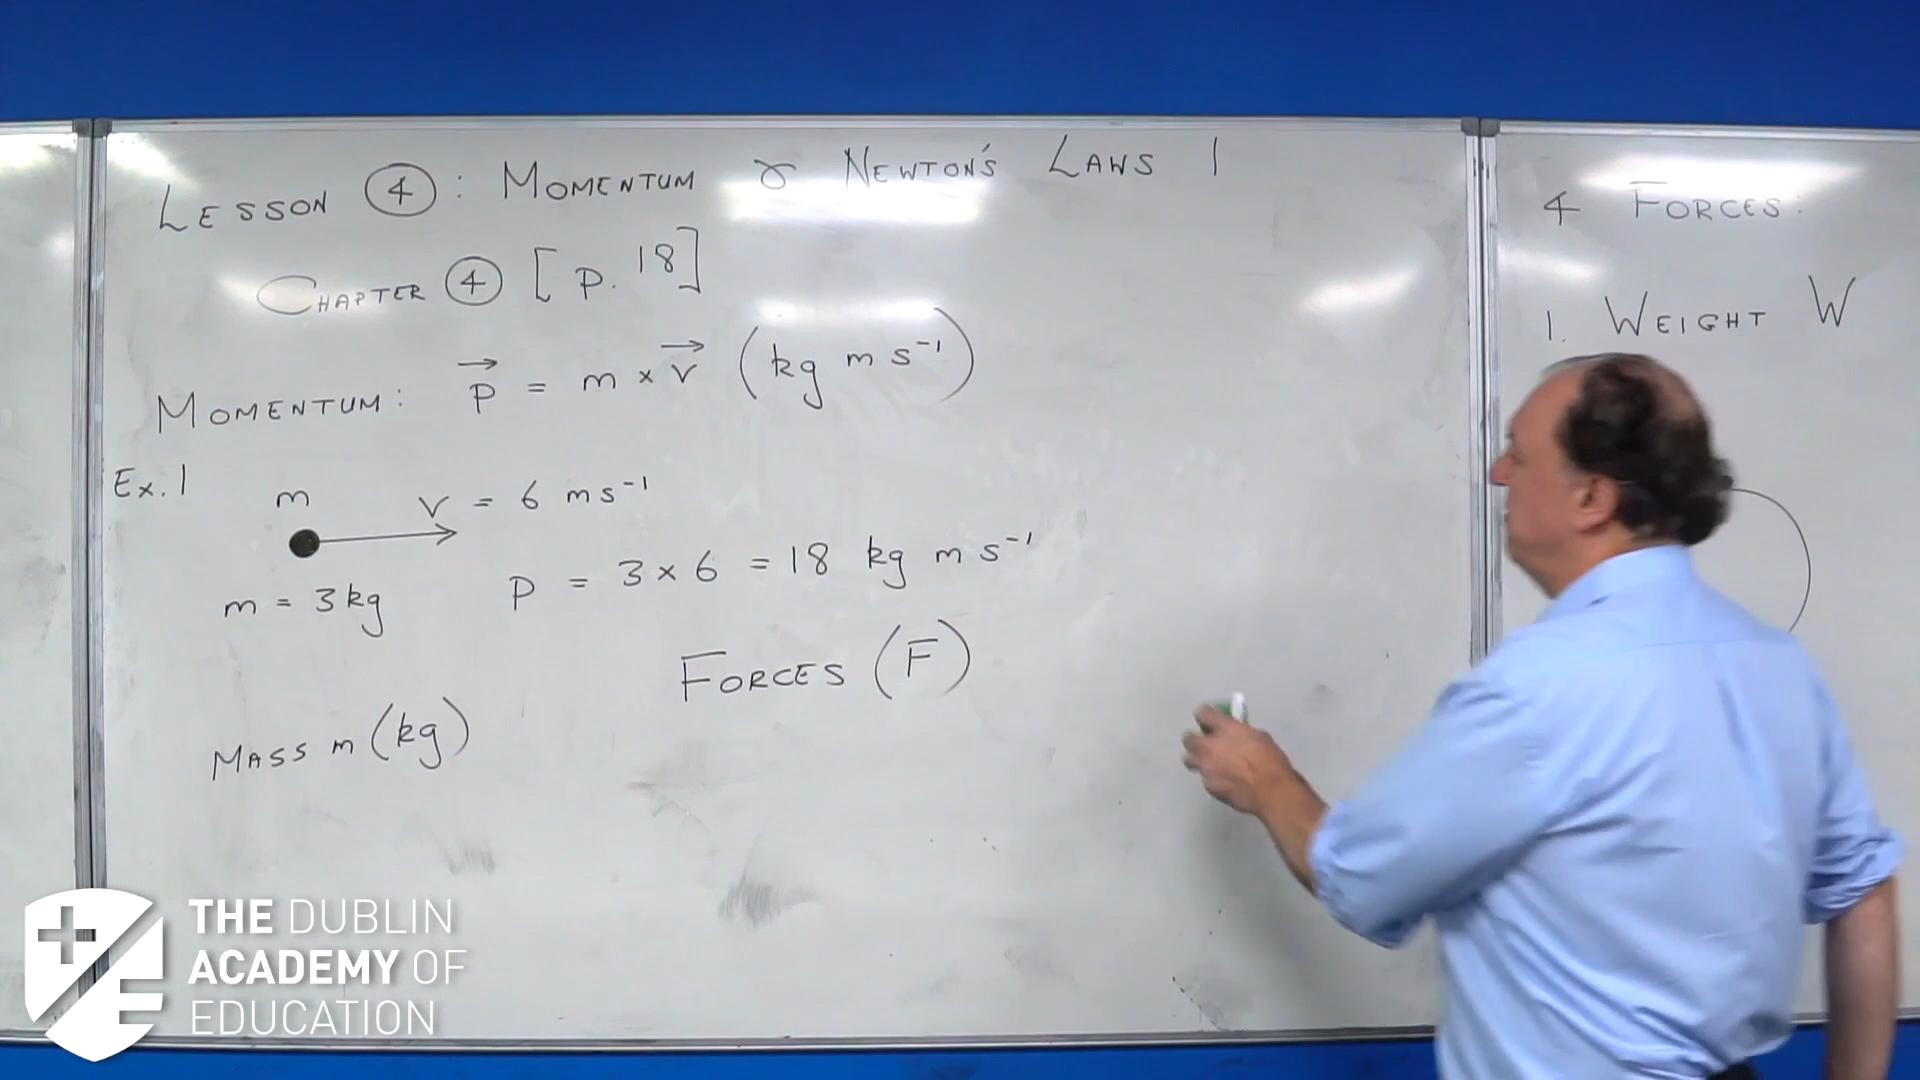 LESSON 4 : MOMENTUM & NEWTON'S LAWS 1
CHAPTER 4 [p. 18]
MOMENTUM: p = m × v (kg m s⁻¹)
Ex. 1
m
v = 6 m s⁻¹
m = 3 kg
p = 3 × 6 = 18 kg m s⁻¹
FORCES (F)
MASS m (kg)
4 FORCES:
1. WEIGHT W
THE DUBLIN
ACADEMY OF
EDUCATION